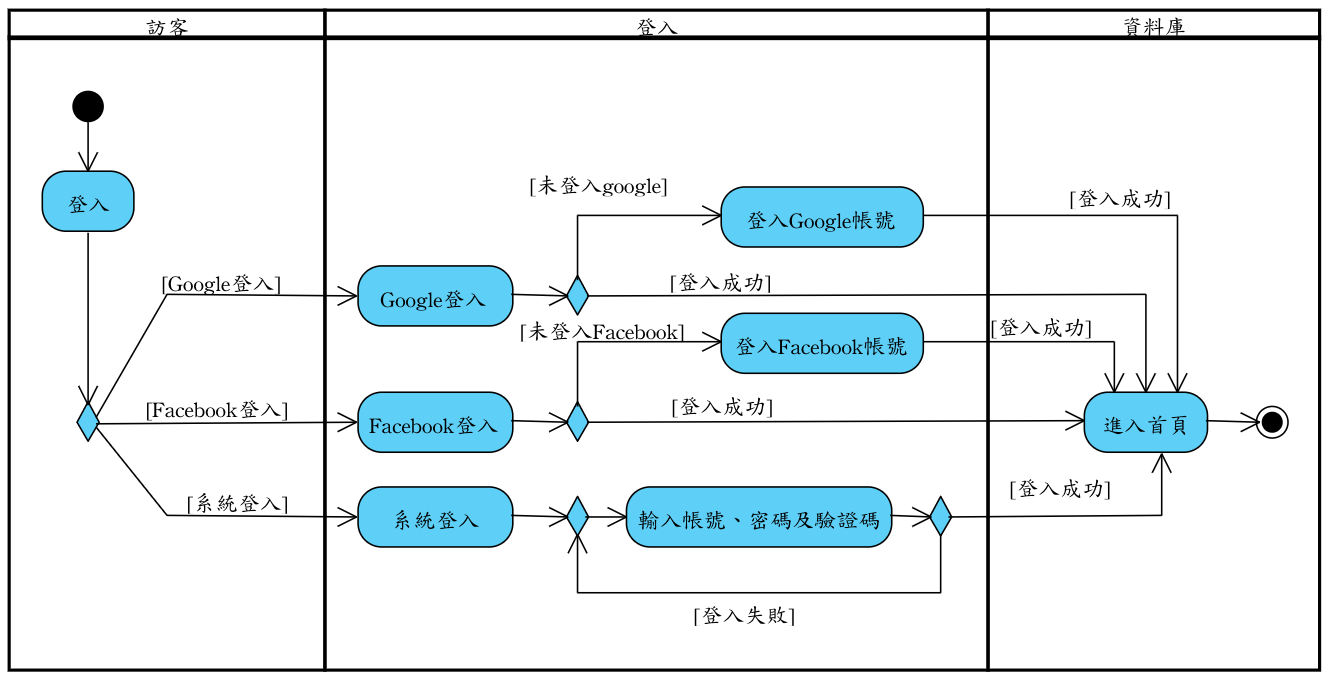 訪客
登入
資料庫
登入
[未登入google]
登入Google帳號
[登入成功]
[Google登入]
Google登入
[登入成功]
[未登入Facebook]
登入Facebook帳號
[登入成功]
[Facebook登入]
Facebook登入
[登入成功]
進入首頁
[系統登入]
系統登入
輸入帳號、密碼及驗證碼
[登入成功]
[登入失敗]